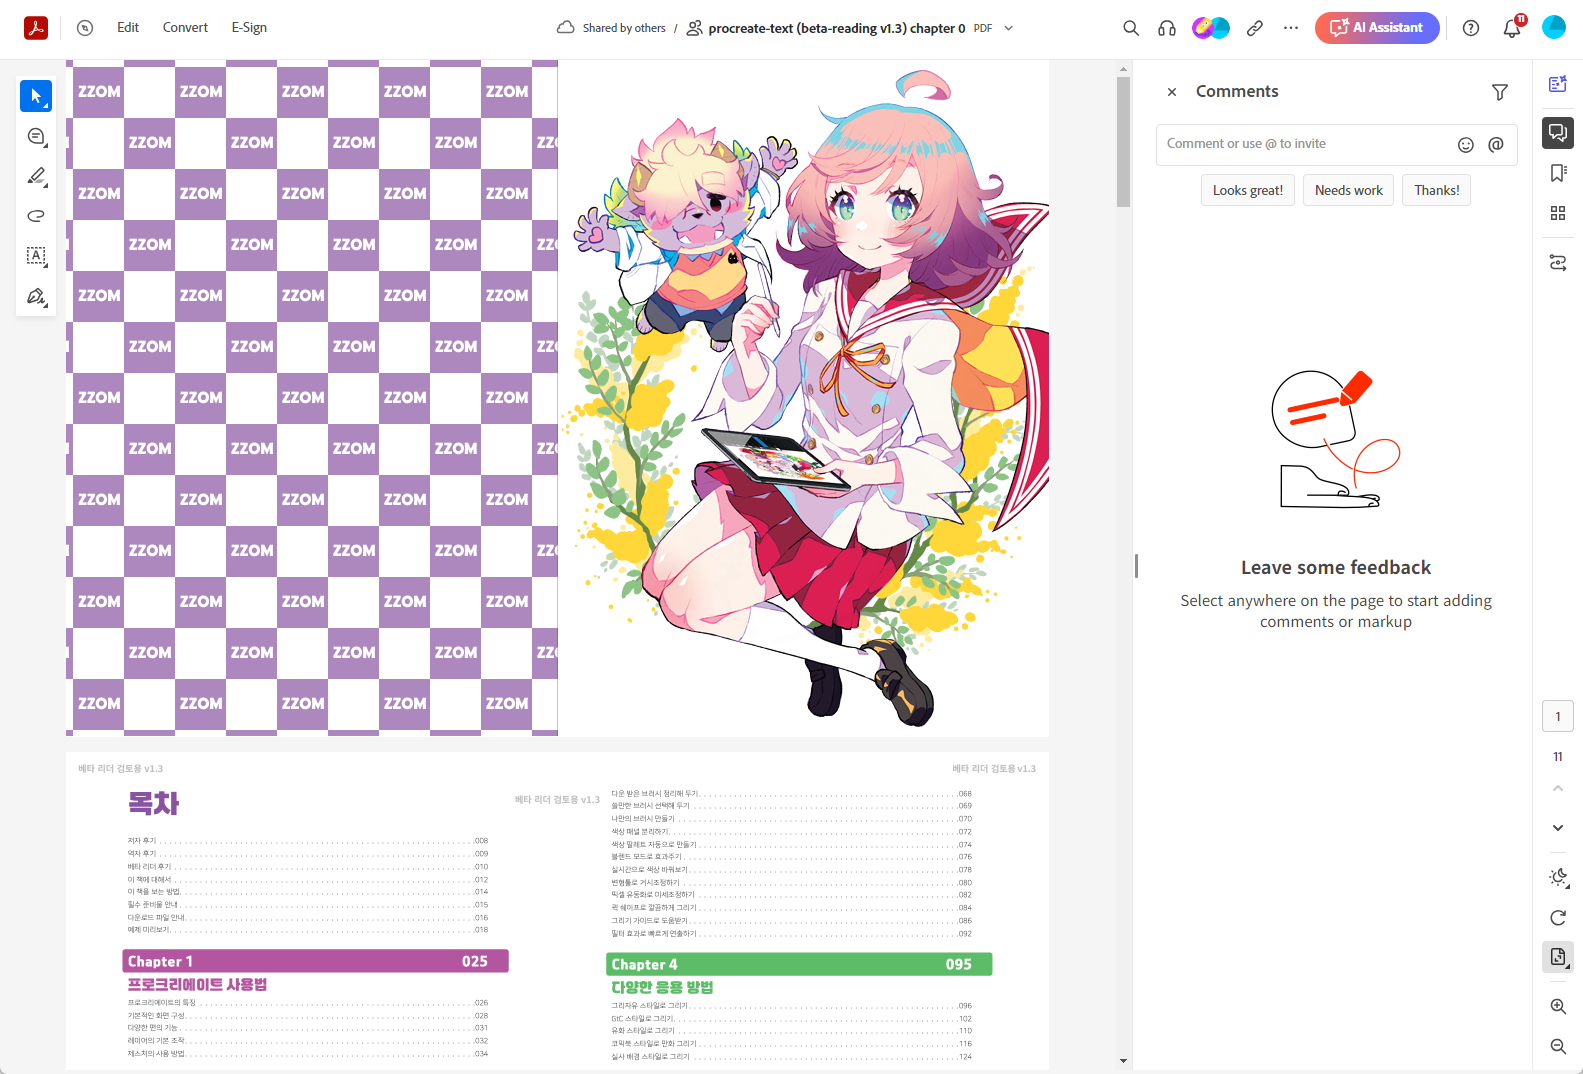 Edit Convert E-Sign Shared by others / procreate-text (beta-reading v1.3) chapter 0 PDF 11 AI Assistant
Comments
Comment or use @ to invite
Looks great! Needs work Thanks!
Leave some feedback
Select anywhere on the page to start adding
comments or markup
1
11
ZZOM ZZOM ZZOM ZZOM ZZOM
ZZOM ZZOM ZZOM ZZOM
ZZOM ZZOM ZZOM ZZOM ZZOM
ZZOM ZZOM ZZOM ZZOM
ZZOM ZZOM ZZOM ZZOM ZZOM
ZZOM ZZOM ZZOM ZZOM
ZZOM ZZOM ZZOM ZZOM ZZOM
ZZOM ZZOM ZZOM ZZOM
ZZOM ZZOM ZZOM ZZOM ZZOM
ZZOM ZZOM ZZOM ZZOM
ZZOM ZZOM ZZOM ZZOM ZZOM
ZZOM ZZOM ZZOM ZZOM
ZZOM ZZOM ZZOM ZZOM ZZOM
베타 리더 검토용 v1.3
베타 리더 검토용 v1.3
목차
베타 리더 검토용 v1.3
저자 후기 008
역자 후기 009
베타 리더 후기 010
이 책에 대해서 012
이 책을 보는 방법 014
필수 준비물 안내 015
다운로드 파일 안내 016
예제 미리보기 018
Chapter 1 025
프로크리에이트 사용법
프로크리에이트의 특징 026
기본적인 화면 구성 028
다양한 편의 기능 031
레이어의 기본 조작 032
제스처의 사용 방법 034
다운 받은 브러시 정리해 두기 068
쓸만한 브러시 선택해 두기 069
나만의 브러시 만들기 070
색상 패널 분리하기 072
색상 팔레트 자동으로 만들기 074
블렌드 모드로 효과주기 076
실시간으로 색상 바꿔보기 078
변형툴로 거시조정하기 080
픽셀 유동화로 미세조정하기 082
퀵 쉐이프로 깔끔하게 그리기 084
그리기 가이드로 도움받기 086
필터 효과로 빠르게 연출하기 092
Chapter 4 095
다양한 응용 방법
그리자유 스타일로 그리기 096
GtC 스타일로 그리기 102
유화 스타일로 그리기 110
코믹북 스타일로 만화 그리기 116
실사 배경 스타일로 그리기 124